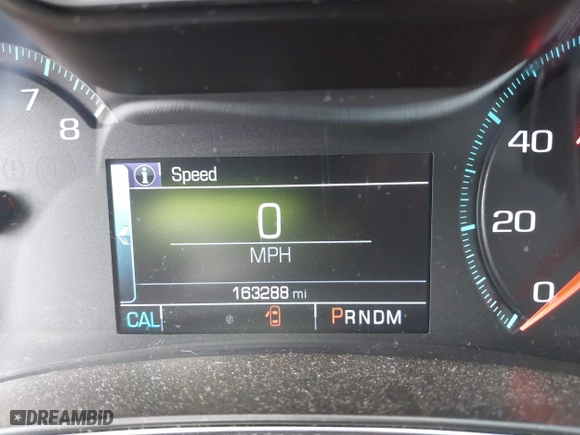 7
8
i Speed
0
MPH
163288 mi
CAL PRNDM
40
20
0
DREAMBID